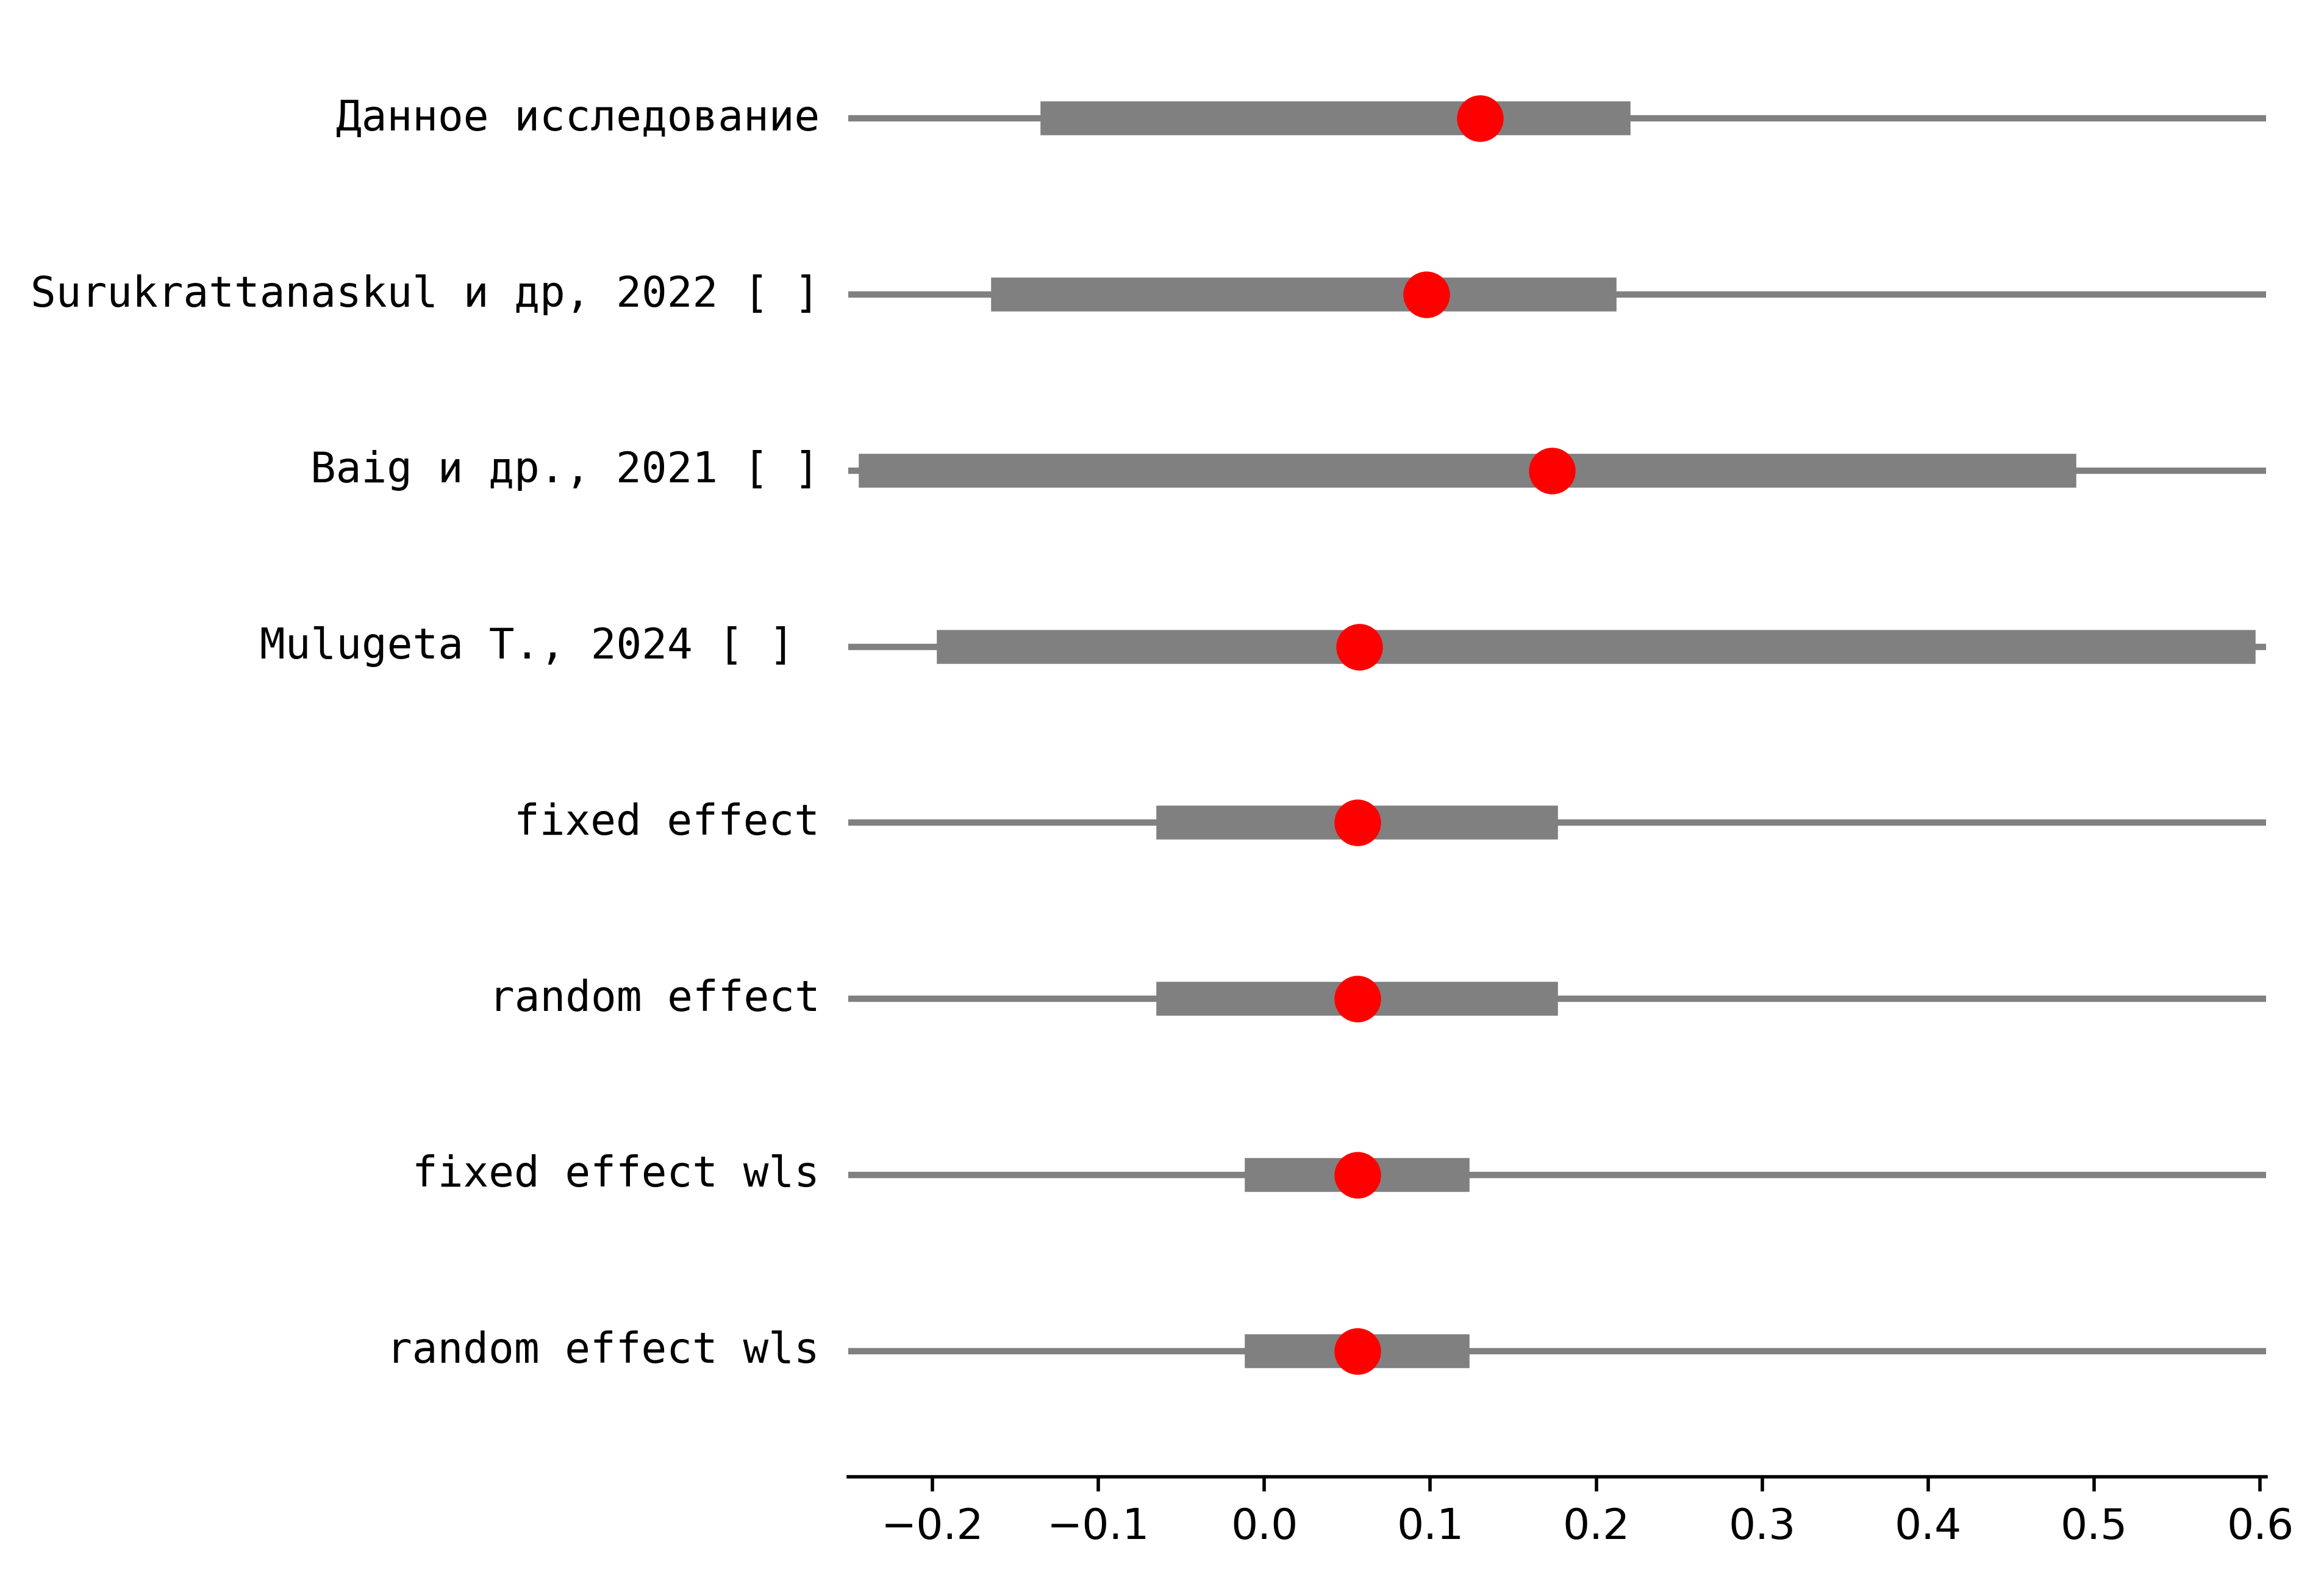 Данное исследование
Surukrattanaskul и др, 2022 [ ]
Baig и др., 2021 [ ]
Mulugeta T., 2024 [ ]
fixed effect
random effect
fixed effect wls
random effect wls
−0.2 −0.1 0.0 0.1 0.2 0.3 0.4 0.5 0.6